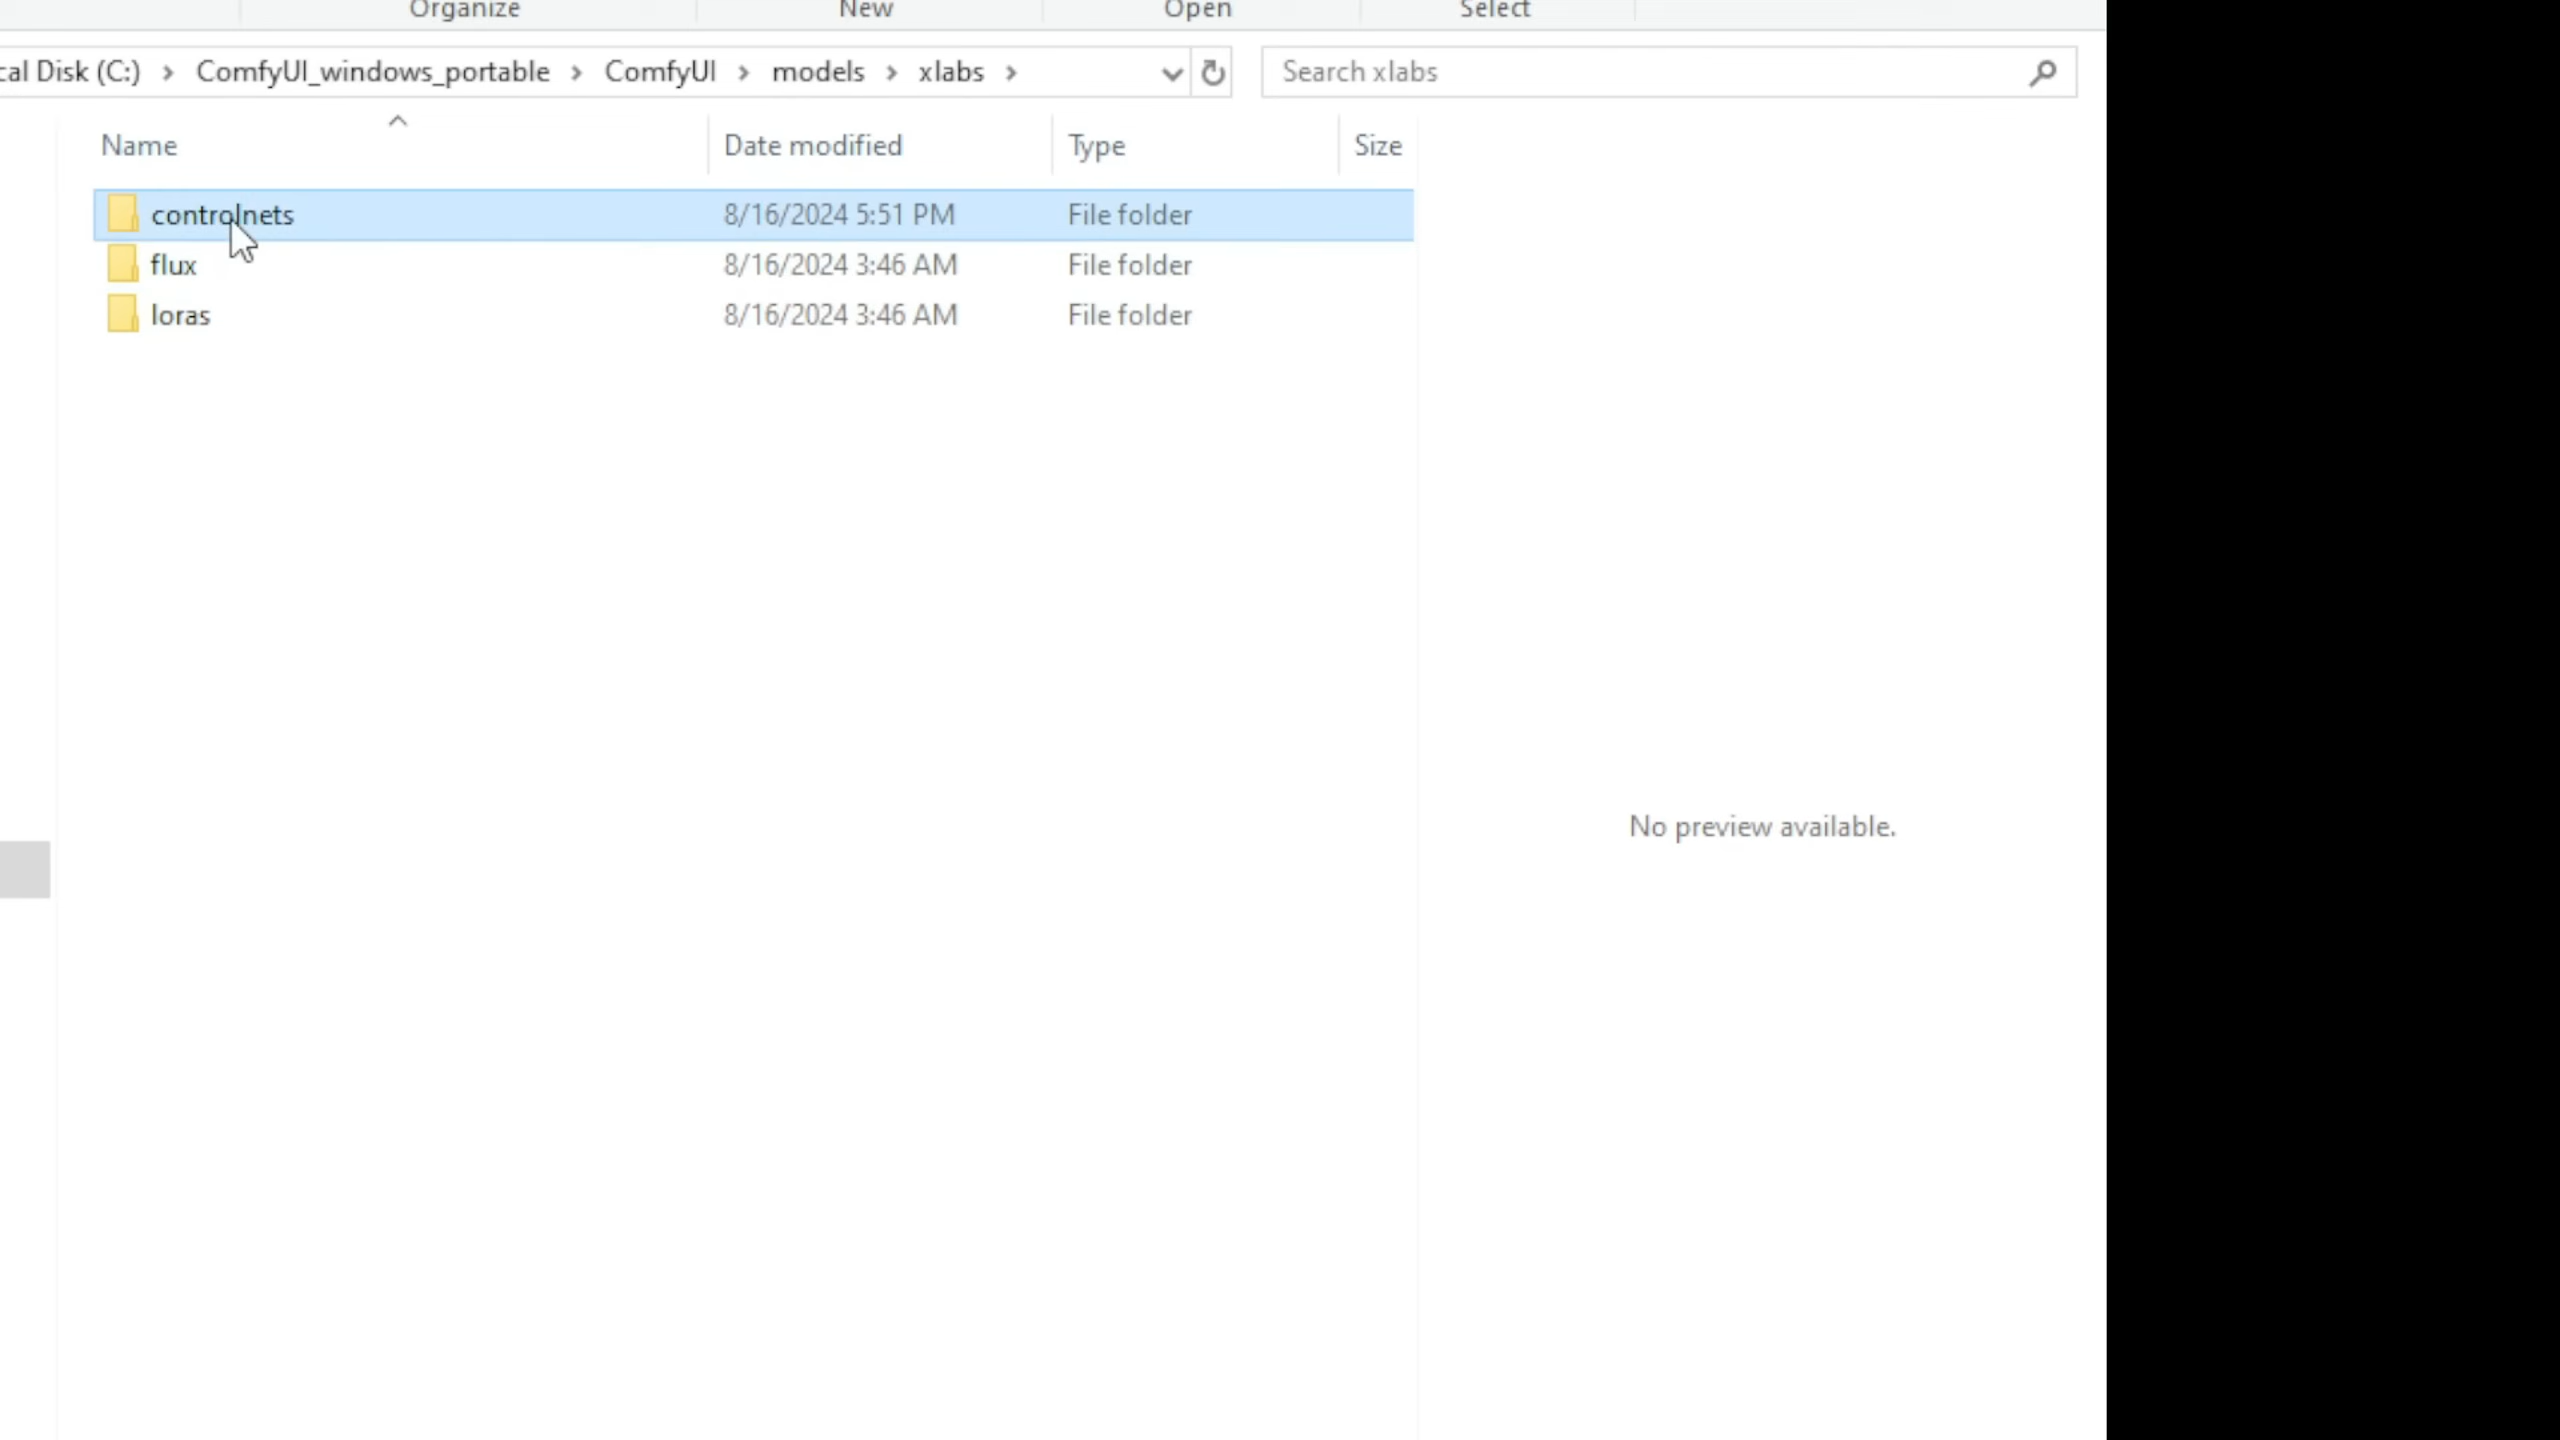 Organize New Open Select
cal Disk (C:) > ComfyUI_windows_portable > ComfyUI > models > xlabs > Search xlabs
Name Date modified Type Size
controlnets 8/16/2024 5:51 PM File folder
flux 8/16/2024 3:46 AM File folder
loras 8/16/2024 3:46 AM File folder
No preview available.